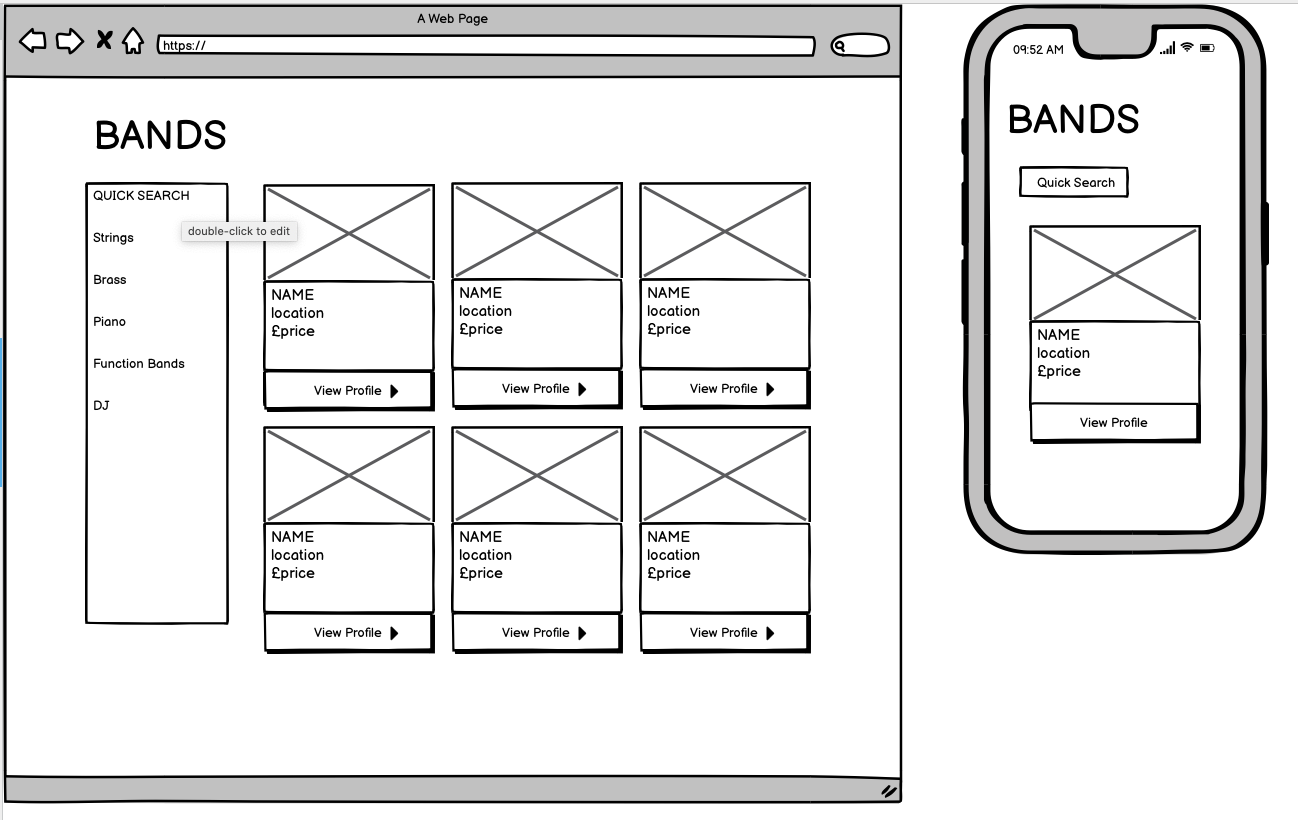 A Web Page
https://
BANDS
QUICK SEARCH
Strings
Brass
Piano
Function Bands
DJ
double-click to edit
NAME
location
£price
View Profile
NAME
location
£price
View Profile
NAME
location
£price
View Profile
NAME
location
£price
View Profile
NAME
location
£price
View Profile
NAME
location
£price
View Profile
09:52 AM
BANDS
Quick Search
NAME
location
£price
View Profile